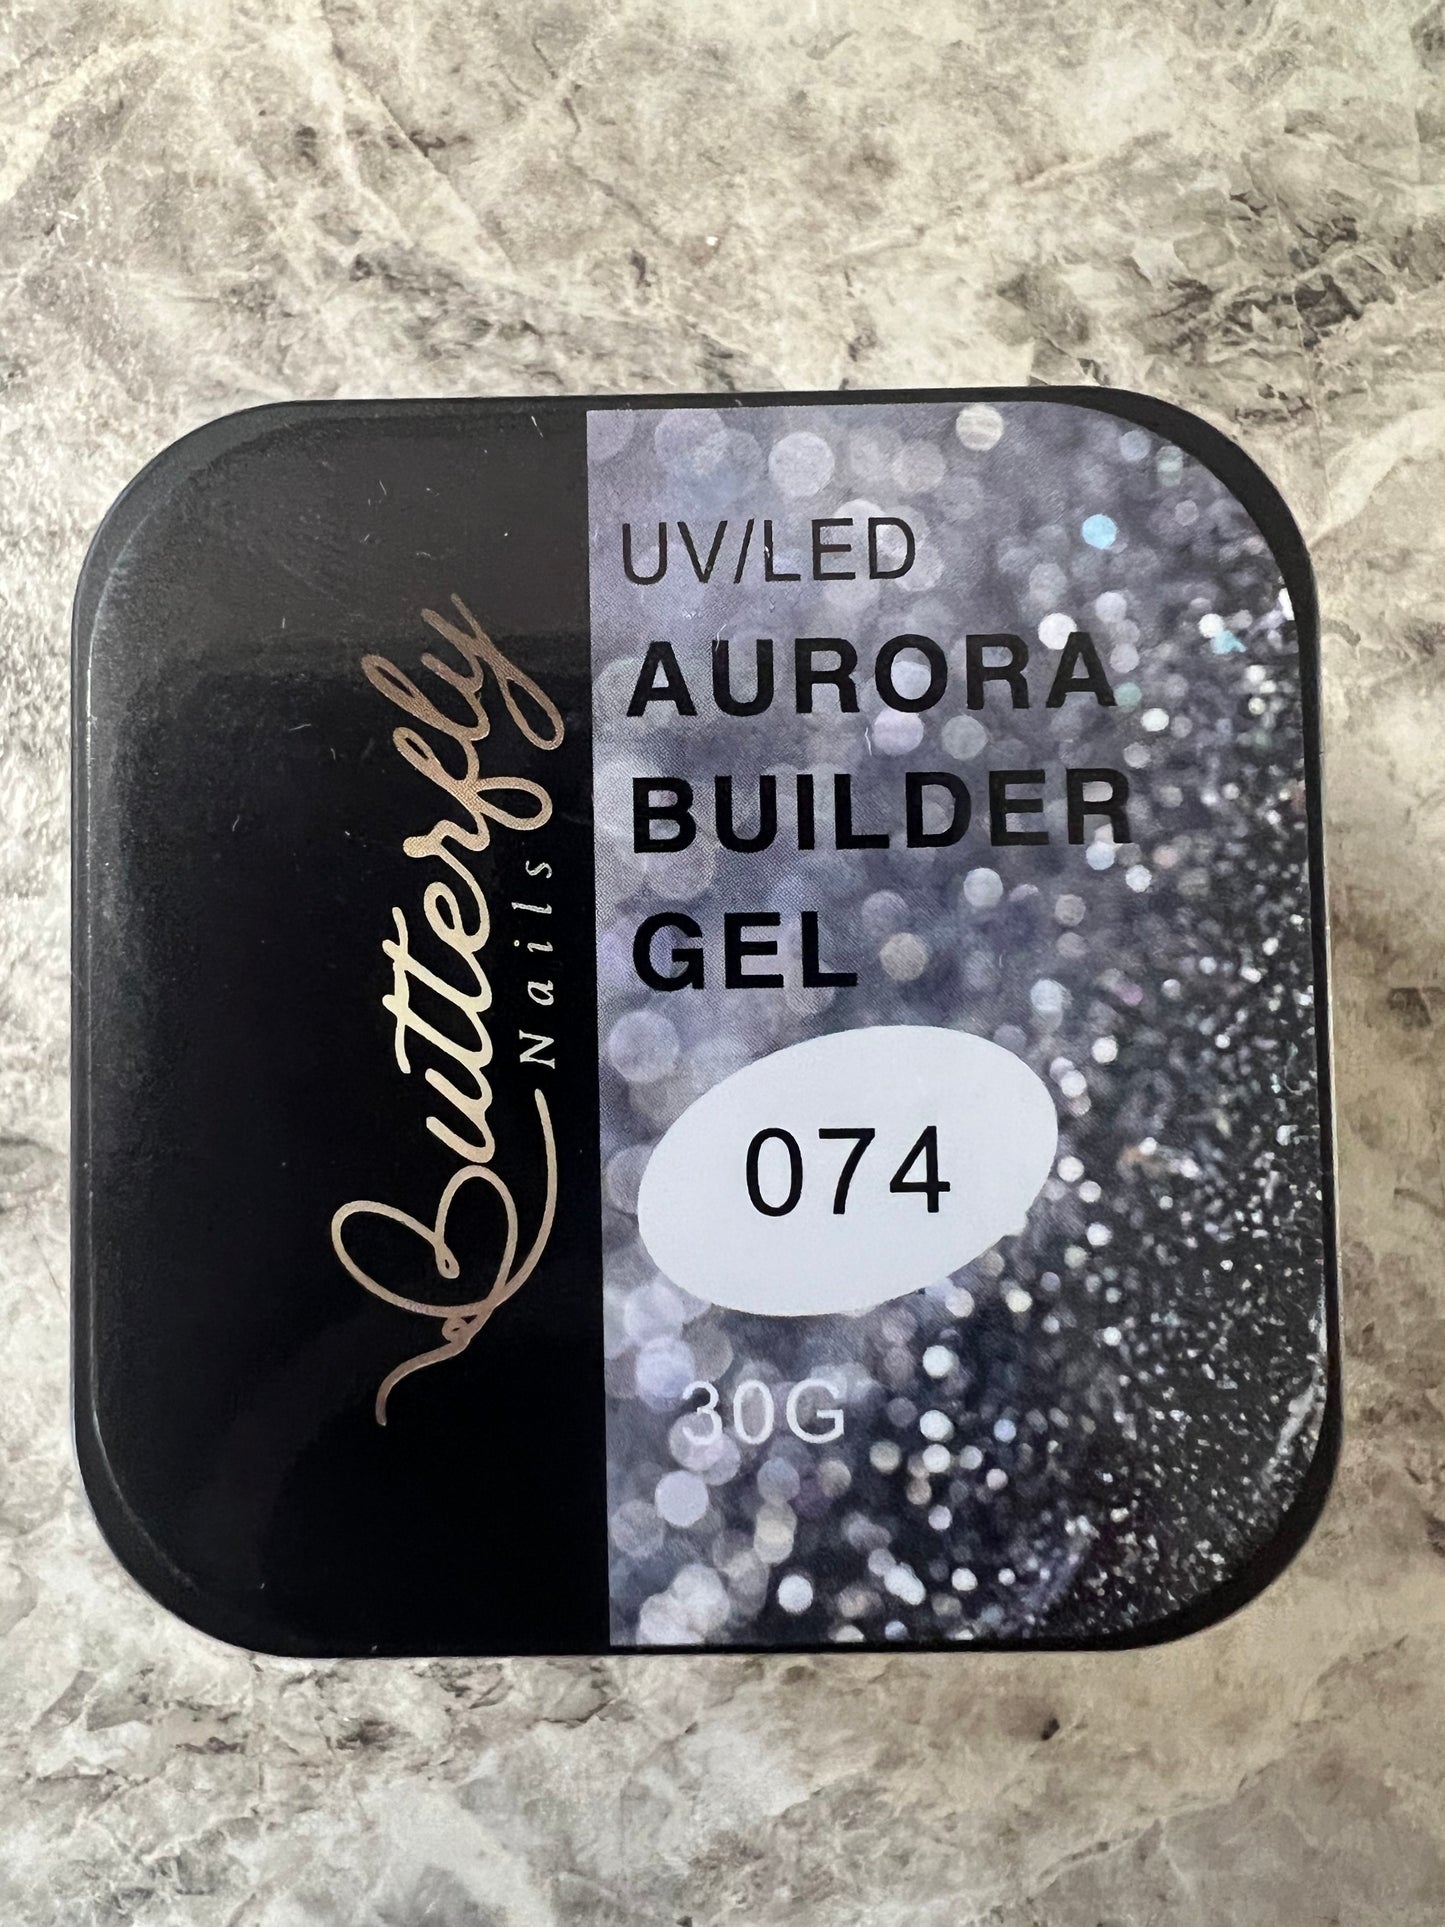 Butterfly
Nails
UV/LED
AURORA
BUILDER
GEL
074
30G